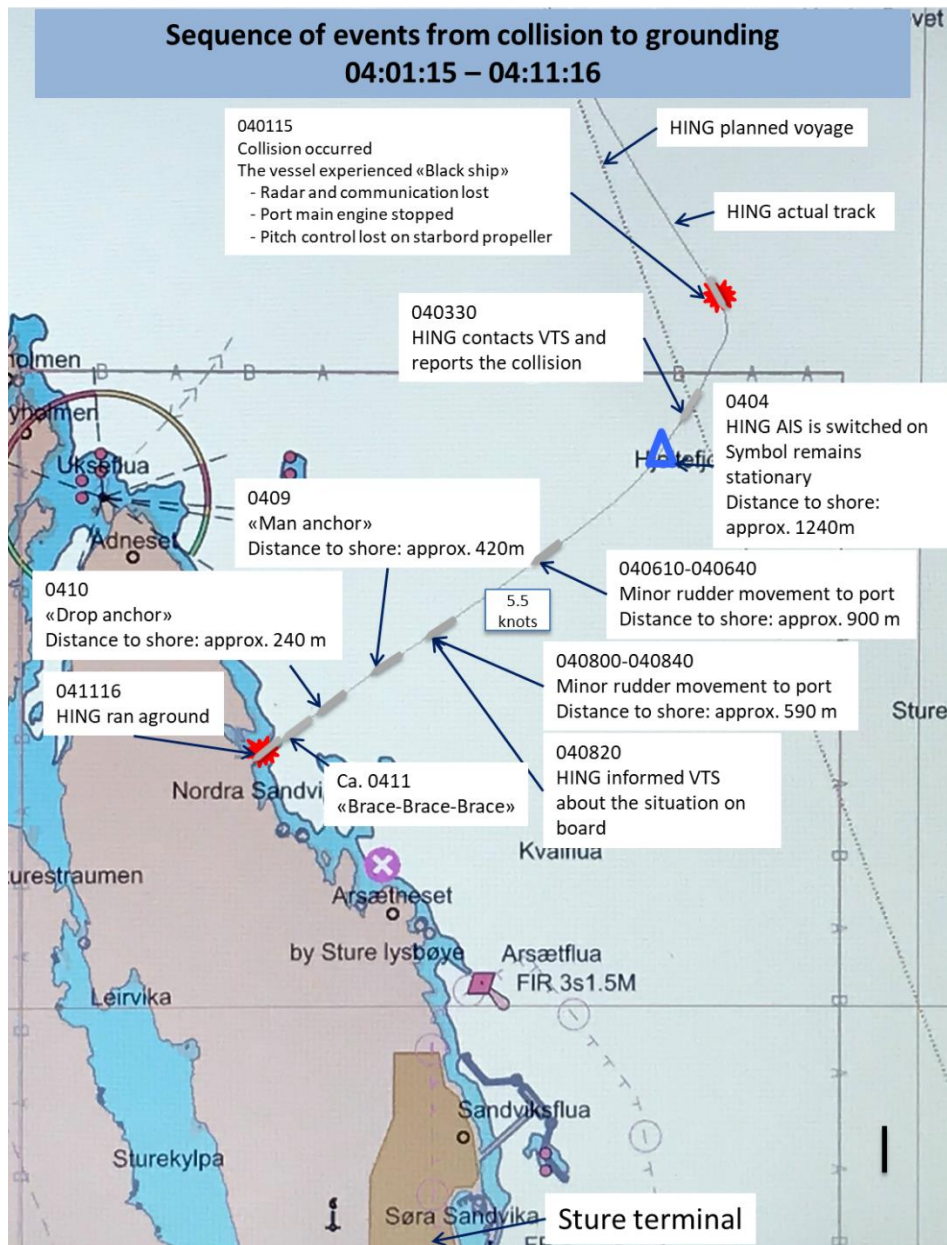 Sequence of events from collision to grounding
04:01:15 – 04:11:16
040115
Collision occurred
The vessel experienced «Black ship»
- Radar and communication lost
- Port main engine stopped
- Pitch control lost on starbord propeller
HING planned voyage
HING actual track
040330
HING contacts VTS and
reports the collision
0404
HING AIS is switched on
Symbol remains
stationary
Distance to shore:
approx. 1240m
0409
«Man anchor»
Distance to shore: approx. 420m
040610-040640
Minor rudder movement to port
Distance to shore: approx. 900 m
5.5
knots
0410
«Drop anchor»
Distance to shore: approx. 240 m
040800-040840
Minor rudder movement to port
Distance to shore: approx. 590 m
041116
HING ran aground
Ca. 0411
«Brace-Brace-Brace»
040820
HING informed VTS
about the situation on
board
holmen
Ukseflua
Ådneset
Sture
Nordra Sandvi
Kvalflua
turestraumen
Arsætneset
by Sture lysbøye
Arsætflua
FIR 3s1.5M
Leirvika
Sandviksflua
Sturekylpa
Søra Sandvika
Sture terminal